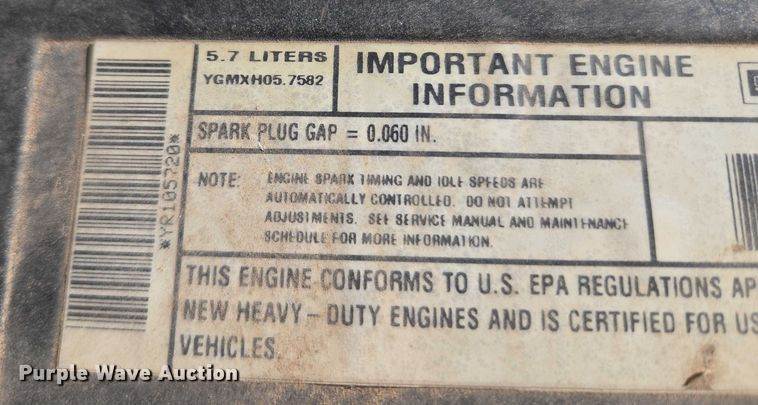 5.7 LITERS
YGMXH05.7582
IMPORTANT ENGINE
INFORMATION
SPARK PLUG GAP = 0.060 IN.
NOTE: ENGINE SPARK TIMING AND IDLE SPEEDS ARE
AUTOMATICALLY CONTROLLED. DO NOT ATTEMPT
ADJUSTMENTS. SEE SERVICE MANUAL AND MAINTENANCE
SCHEDULE FOR MORE INFORMATION.
THIS ENGINE CONFORMS TO U.S. EPA REGULATIONS AP
NEW HEAVY - DUTY ENGINES AND IS CERTIFIED FOR US
VEHICLES.
*YR105720*
Purple Wave Auction